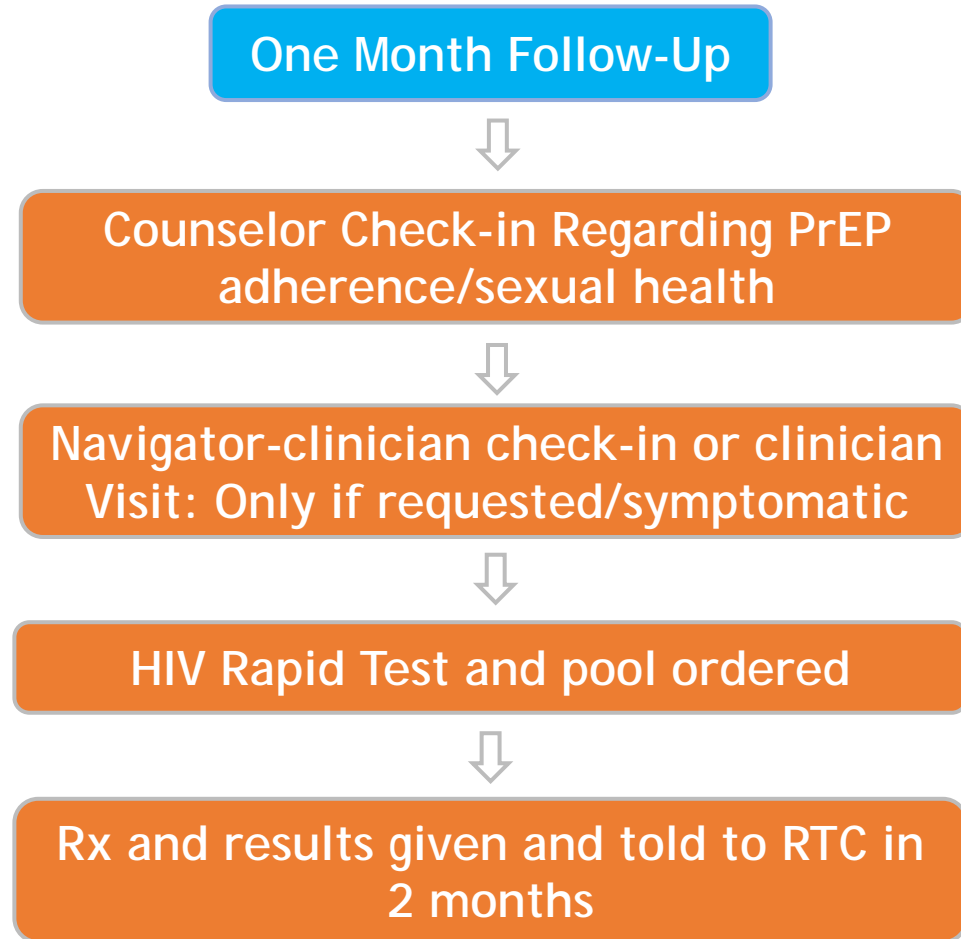 One Month Follow-Up
Counselor Check-in Regarding PrEP
adherence/sexual health
Navigator-clinician check-in or clinician
Visit: Only if requested/symptomatic
HIV Rapid Test and pool ordered
Rx and results given and told to RTC in
2 months